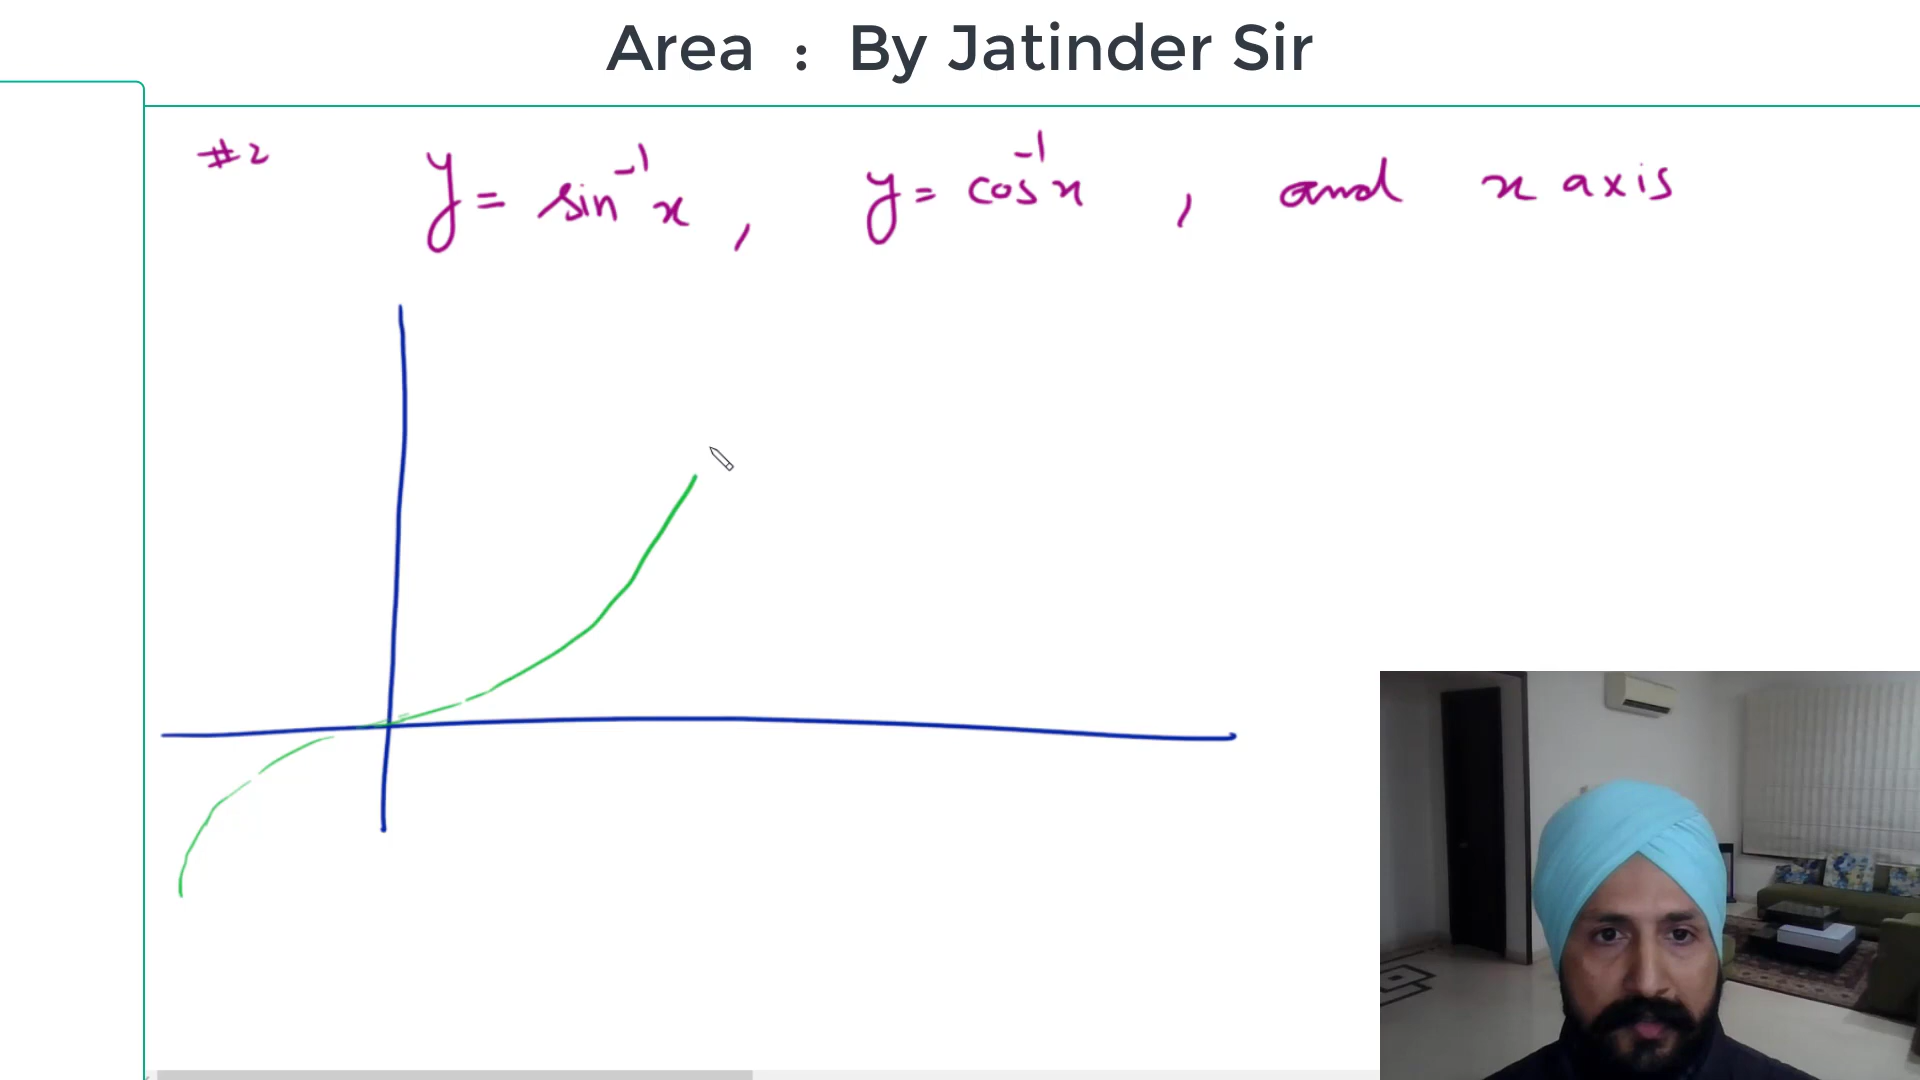 Area : By Jatinder Sir
#2 y = sin⁻¹x , y = cos⁻¹x , and x axis